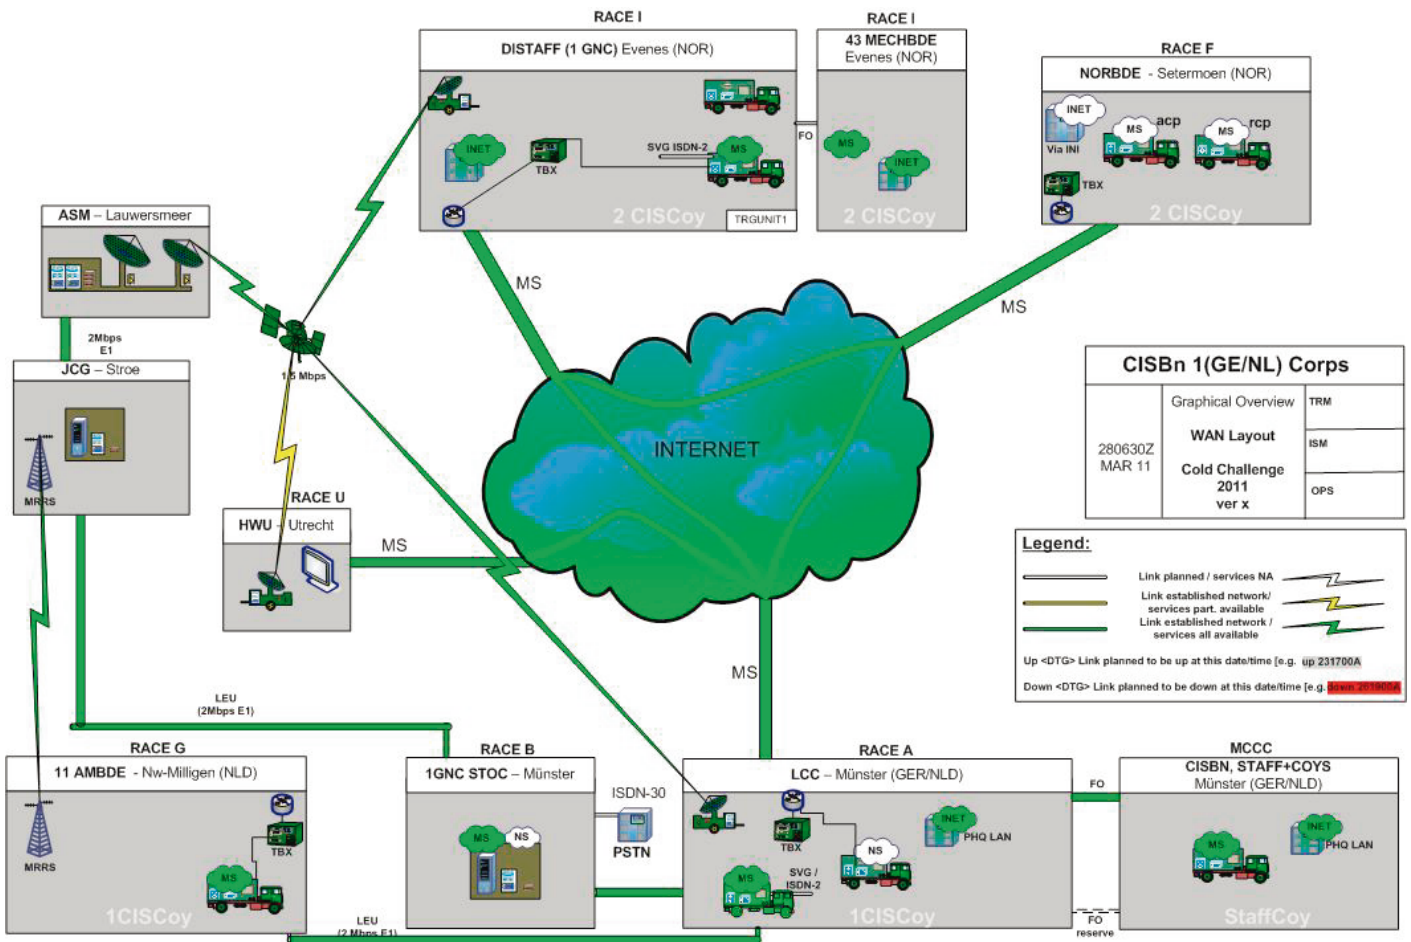 RACE I
DISTAFF (1 GNC) Evenes (NOR)
INET
TBX
SVG ISDN-2
MS
2 CISCoy
TRGUNIT1
FO
RACE I
43 MECHBDE
Evenes (NOR)
MS
INET
2 CISCoy
RACE F
NORBDE - Setermoen (NOR)
INET
Via INI
MS
acp
MS
rcp
TBX
2 CISCoy
ASM – Lauwersmeer
2Mbps
E1
JCG – Stroe
MRRS
1.5 Mbps
MS
MS
INTERNET
RACE U
HWU – Utrecht
MS
MS
CISBn 1(GE/NL) Corps
280630Z
MAR 11
Graphical Overview
WAN Layout
Cold Challenge
2011
ver x
TRM
ISM
OPS
Legend:
Link planned / services NA
Link established network/
services part. available
Link established network /
services all available
Up <DTG> Link planned to be up at this date/time [e.g. up 231700A
Down <DTG> Link planned to be down at this date/time [e.g. down 201900A
LEU
(2Mbps E1)
RACE G
11 AMBDE - Nw-Milligen (NLD)
MRRS
TBX
MS
1CISCoy
LEU
(2 Mbps E1)
RACE B
1GNC STOC – Münster
MS
NS
ISDN-30
PSTN
RACE A
LCC – Münster (GER/NLD)
TBX
INET
PHQ LAN
NS
MS
SVG /
ISDN-2
1CISCoy
FO
FO
reserve
MCCC
CISBN, STAFF+COYS
Münster (GER/NLD)
MS
INET
PHQ LAN
StaffCoy